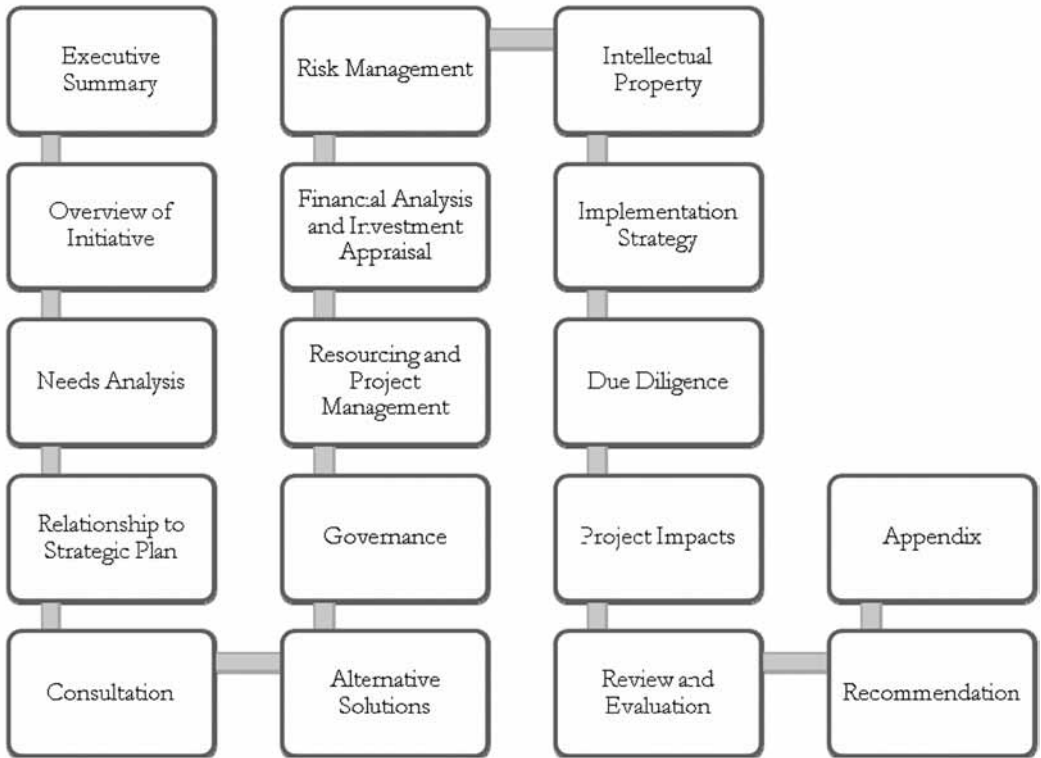 Executive
Summary
Overview of
Initiative
Needs Analysis
Relationship to
Strategic Plan
Consultation
Alternative
Solutions
Governance
Resourcing and
Project
Management
Financial Analysis
and Investment
Appraisal
Risk Management
Intellectual
Property
Implementation
Strategy
Due Diligence
Project Impacts
Review and
Evaluation
Recommendation
Appendix